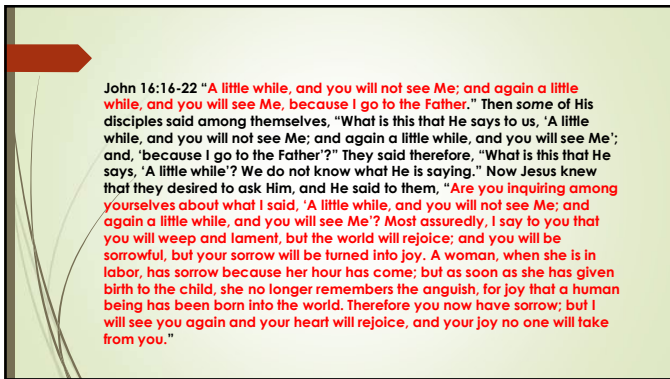 John 16:16-22 “A little while, and you will not see Me; and again a little
while, and you will see Me, because I go to the Father.” Then some of His
disciples said among themselves, “What is this that He says to us, ‘A little
while, and you will not see Me; and again a little while, and you will see Me’;
and, ‘because I go to the Father’?” They said therefore, “What is this that He
says, ‘A little while’? We do not know what He is saying.” Now Jesus knew
that they desired to ask Him, and He said to them, “Are you inquiring among
yourselves about what I said, ‘A little while, and you will not see Me; and
again a little while, and you will see Me’? Most assuredly, I say to you that
you will weep and lament, but the world will rejoice; and you will be
sorrowful, but your sorrow will be turned into joy. A woman, when she is in
labor, has sorrow because her hour has come; but as soon as she has given
birth to the child, she no longer remembers the anguish, for joy that a human
being has been born into the world. Therefore you now have sorrow; but I
will see you again and your heart will rejoice, and your joy no one will take
from you.”